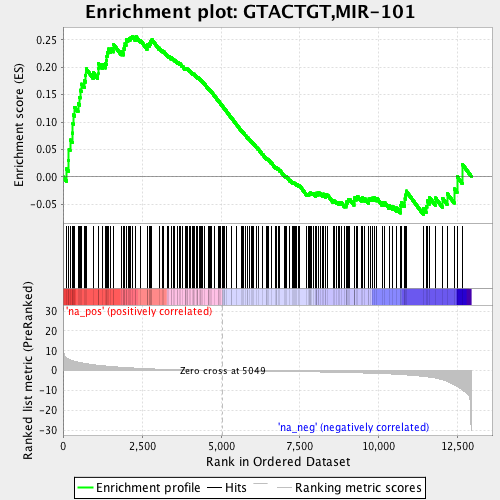 Enrichment plot: GTACTGT,MIR-101
Enrichment score (ES)
0.25
0.20
0.15
0.10
0.05
0.00
-0.05
'na_pos' (positively correlated)
Ranked list metric (PreRanked)
30
20
10
0
-10
-20
-30
Zero cross at 5049
'na_neg' (negatively correlated)
0
2,500
5,000
7,500
10,000
12,500
Rank in Ordered Dataset
Enrichment profile
Hits
Ranking metric scores